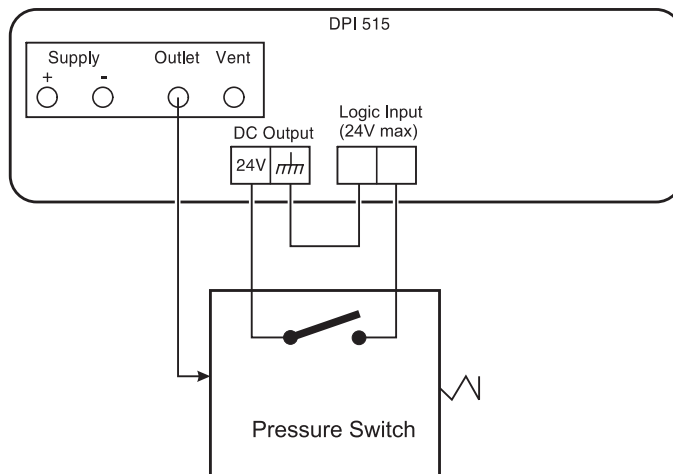 DPI 515
Supply Outlet Vent
+ -
Logic Input
(24V max)
DC Output
24V
Pressure Switch